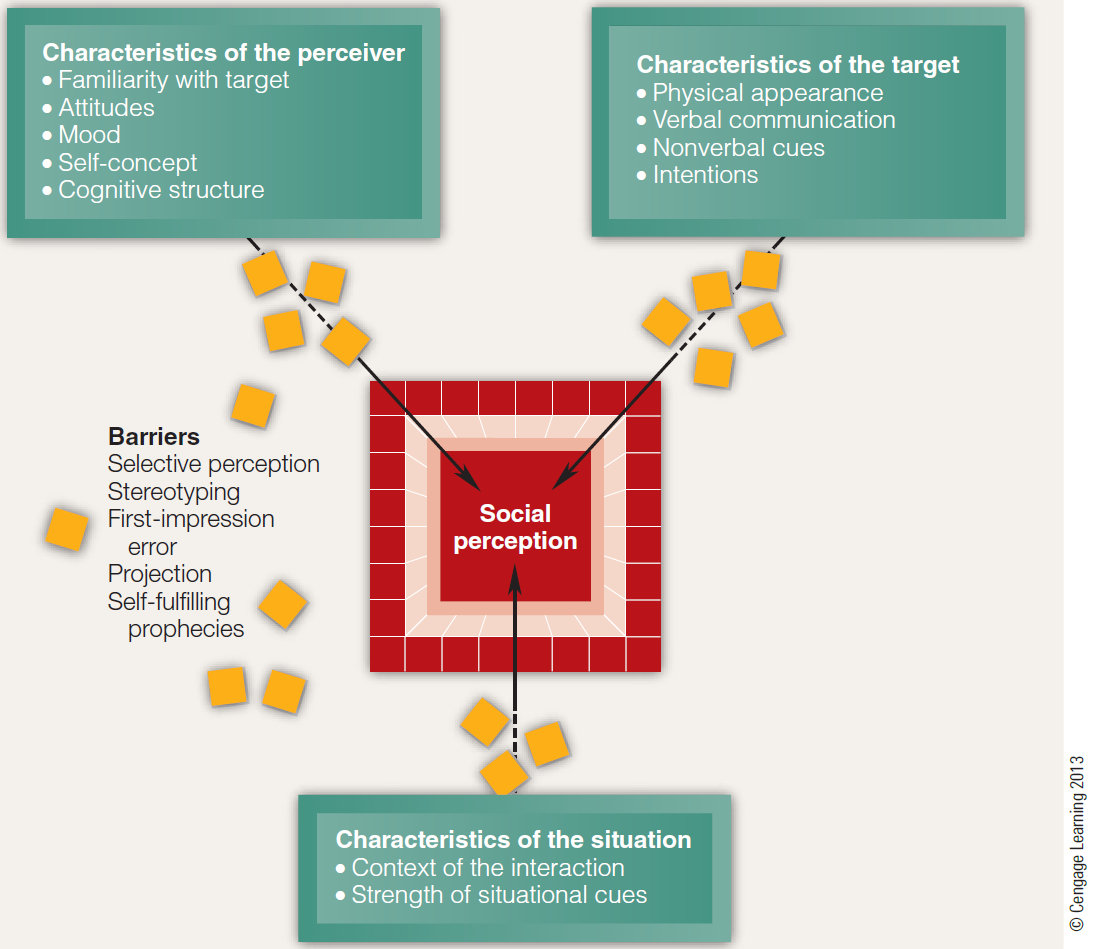 Characteristics of the perceiver
• Familiarity with target
• Attitudes
• Mood
• Self-concept
• Cognitive structure
Characteristics of the target
• Physical appearance
• Verbal communication
• Nonverbal cues
• Intentions
Barriers
Selective perception
Stereotyping
First-impression
error
Projection
Self-fulfilling
prophecies
Social
perception
Characteristics of the situation
• Context of the interaction
• Strength of situational cues
© Cengage Learning 2013